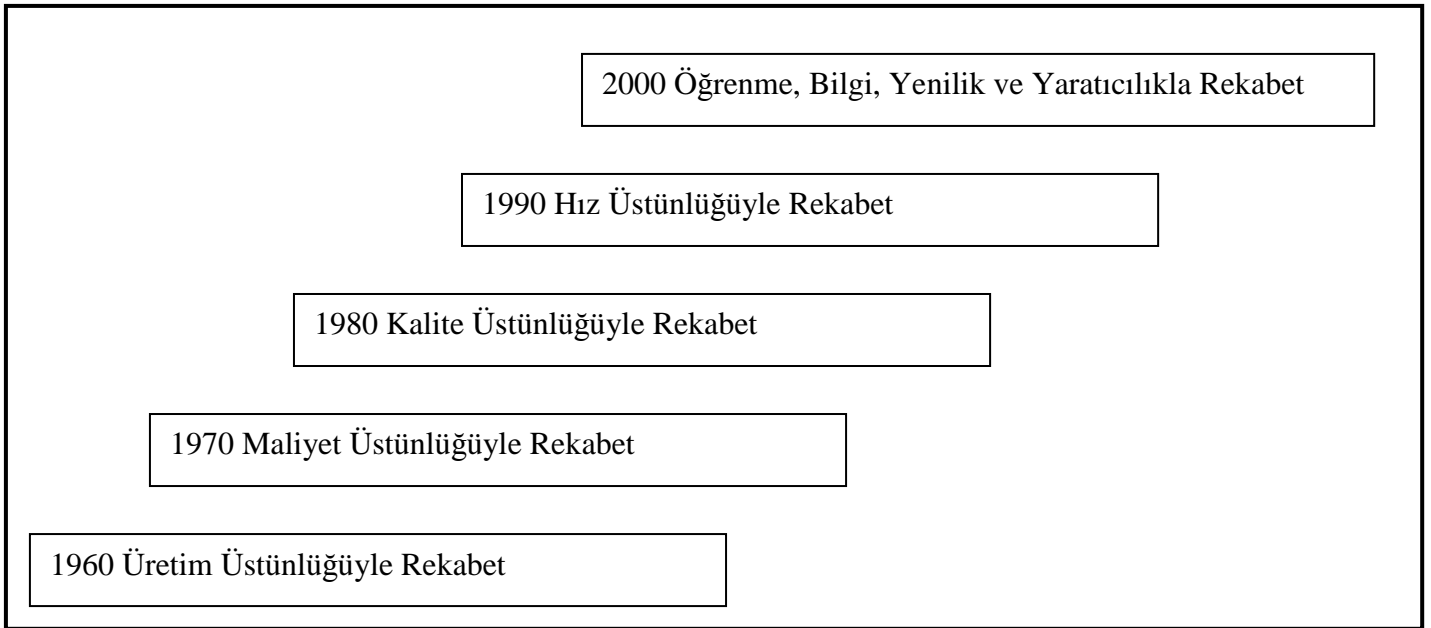 2000 Öğrenme, Bilgi, Yenilik ve Yaratıcılıkla Rekabet
1990 Hız Üstünlüğüyle Rekabet
1980 Kalite Üstünlüğüyle Rekabet
1970 Maliyet Üstünlüğüyle Rekabet
1960 Üretim Üstünlüğüyle Rekabet